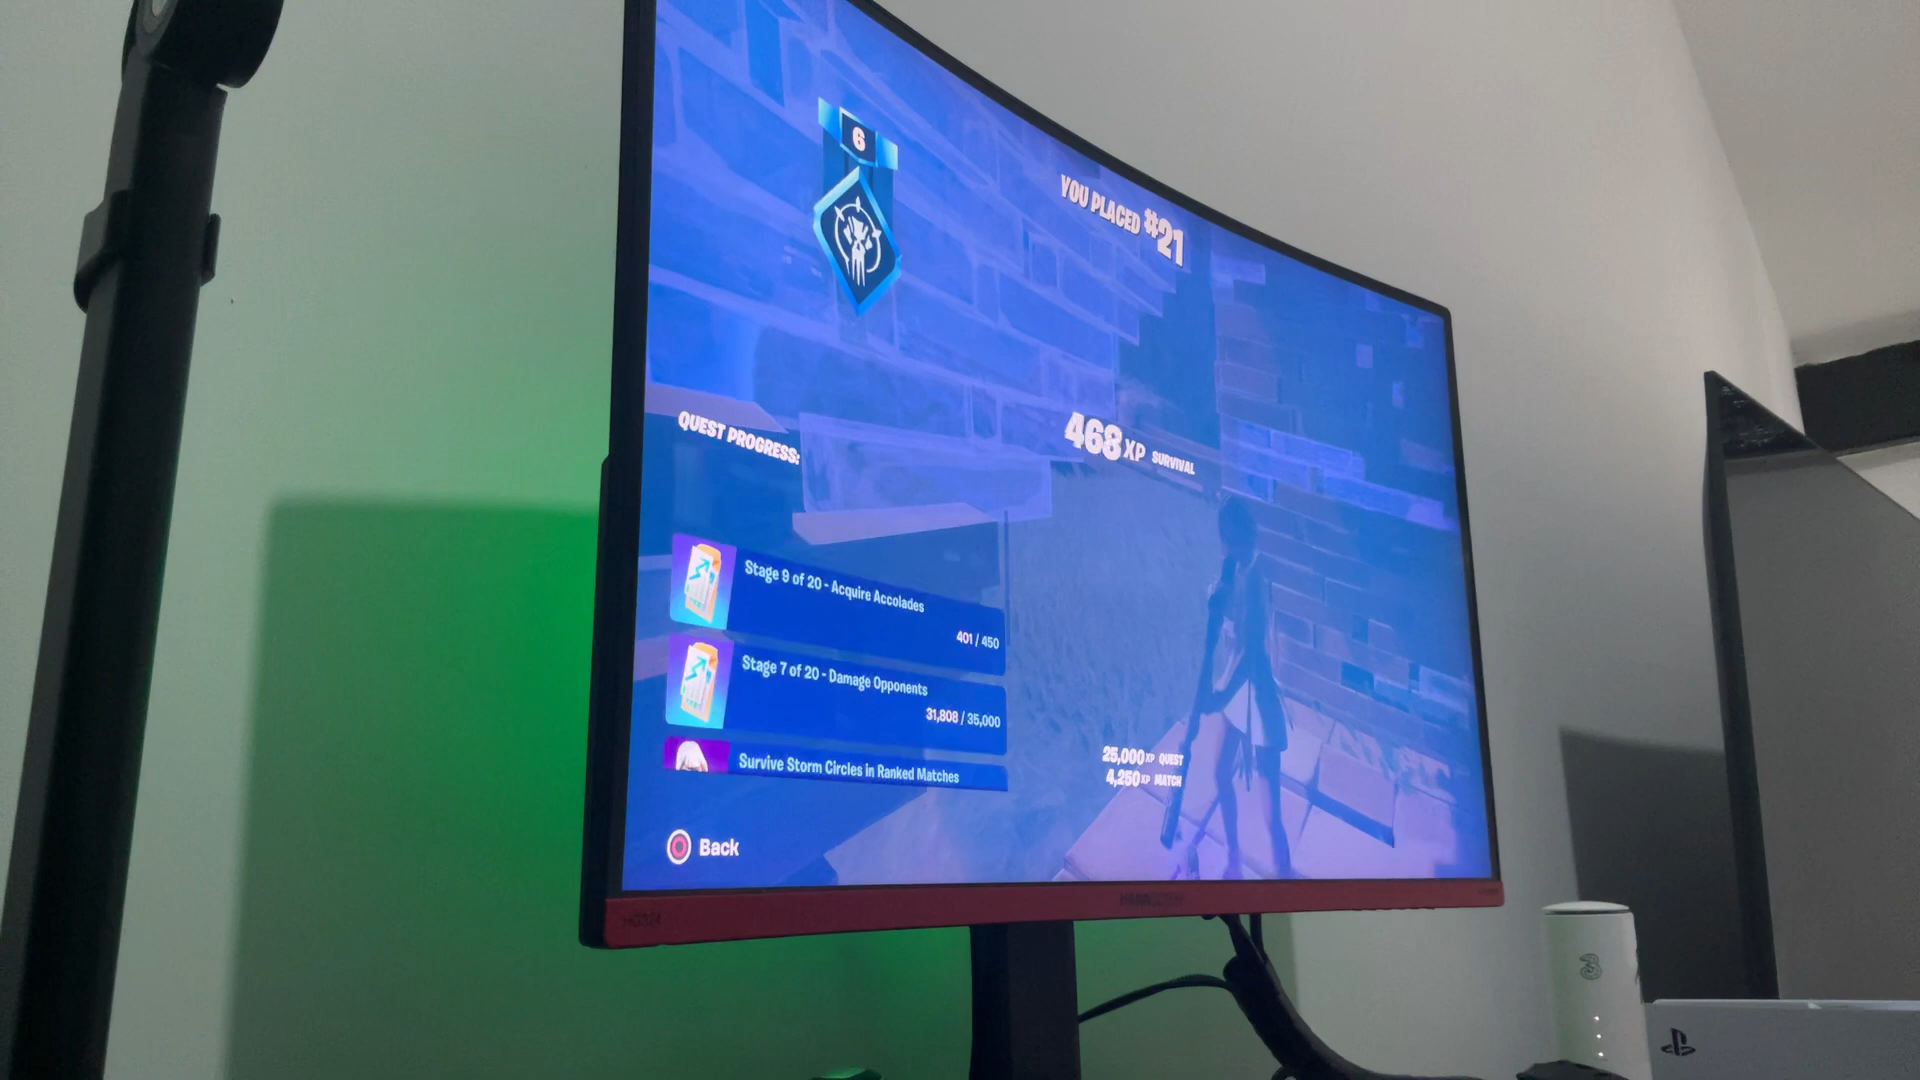 6
YOU PLACED #21
QUEST PROGRESS:
468 XP SURVIVAL
Stage 9 of 20 - Acquire Accolades
401 / 450
Stage 7 of 20 - Damage Opponents
31,808 / 35,000
Survive Storm Circles in Ranked Matches
25,000 XP QUEST
4,250 XP MATCH
Back
3